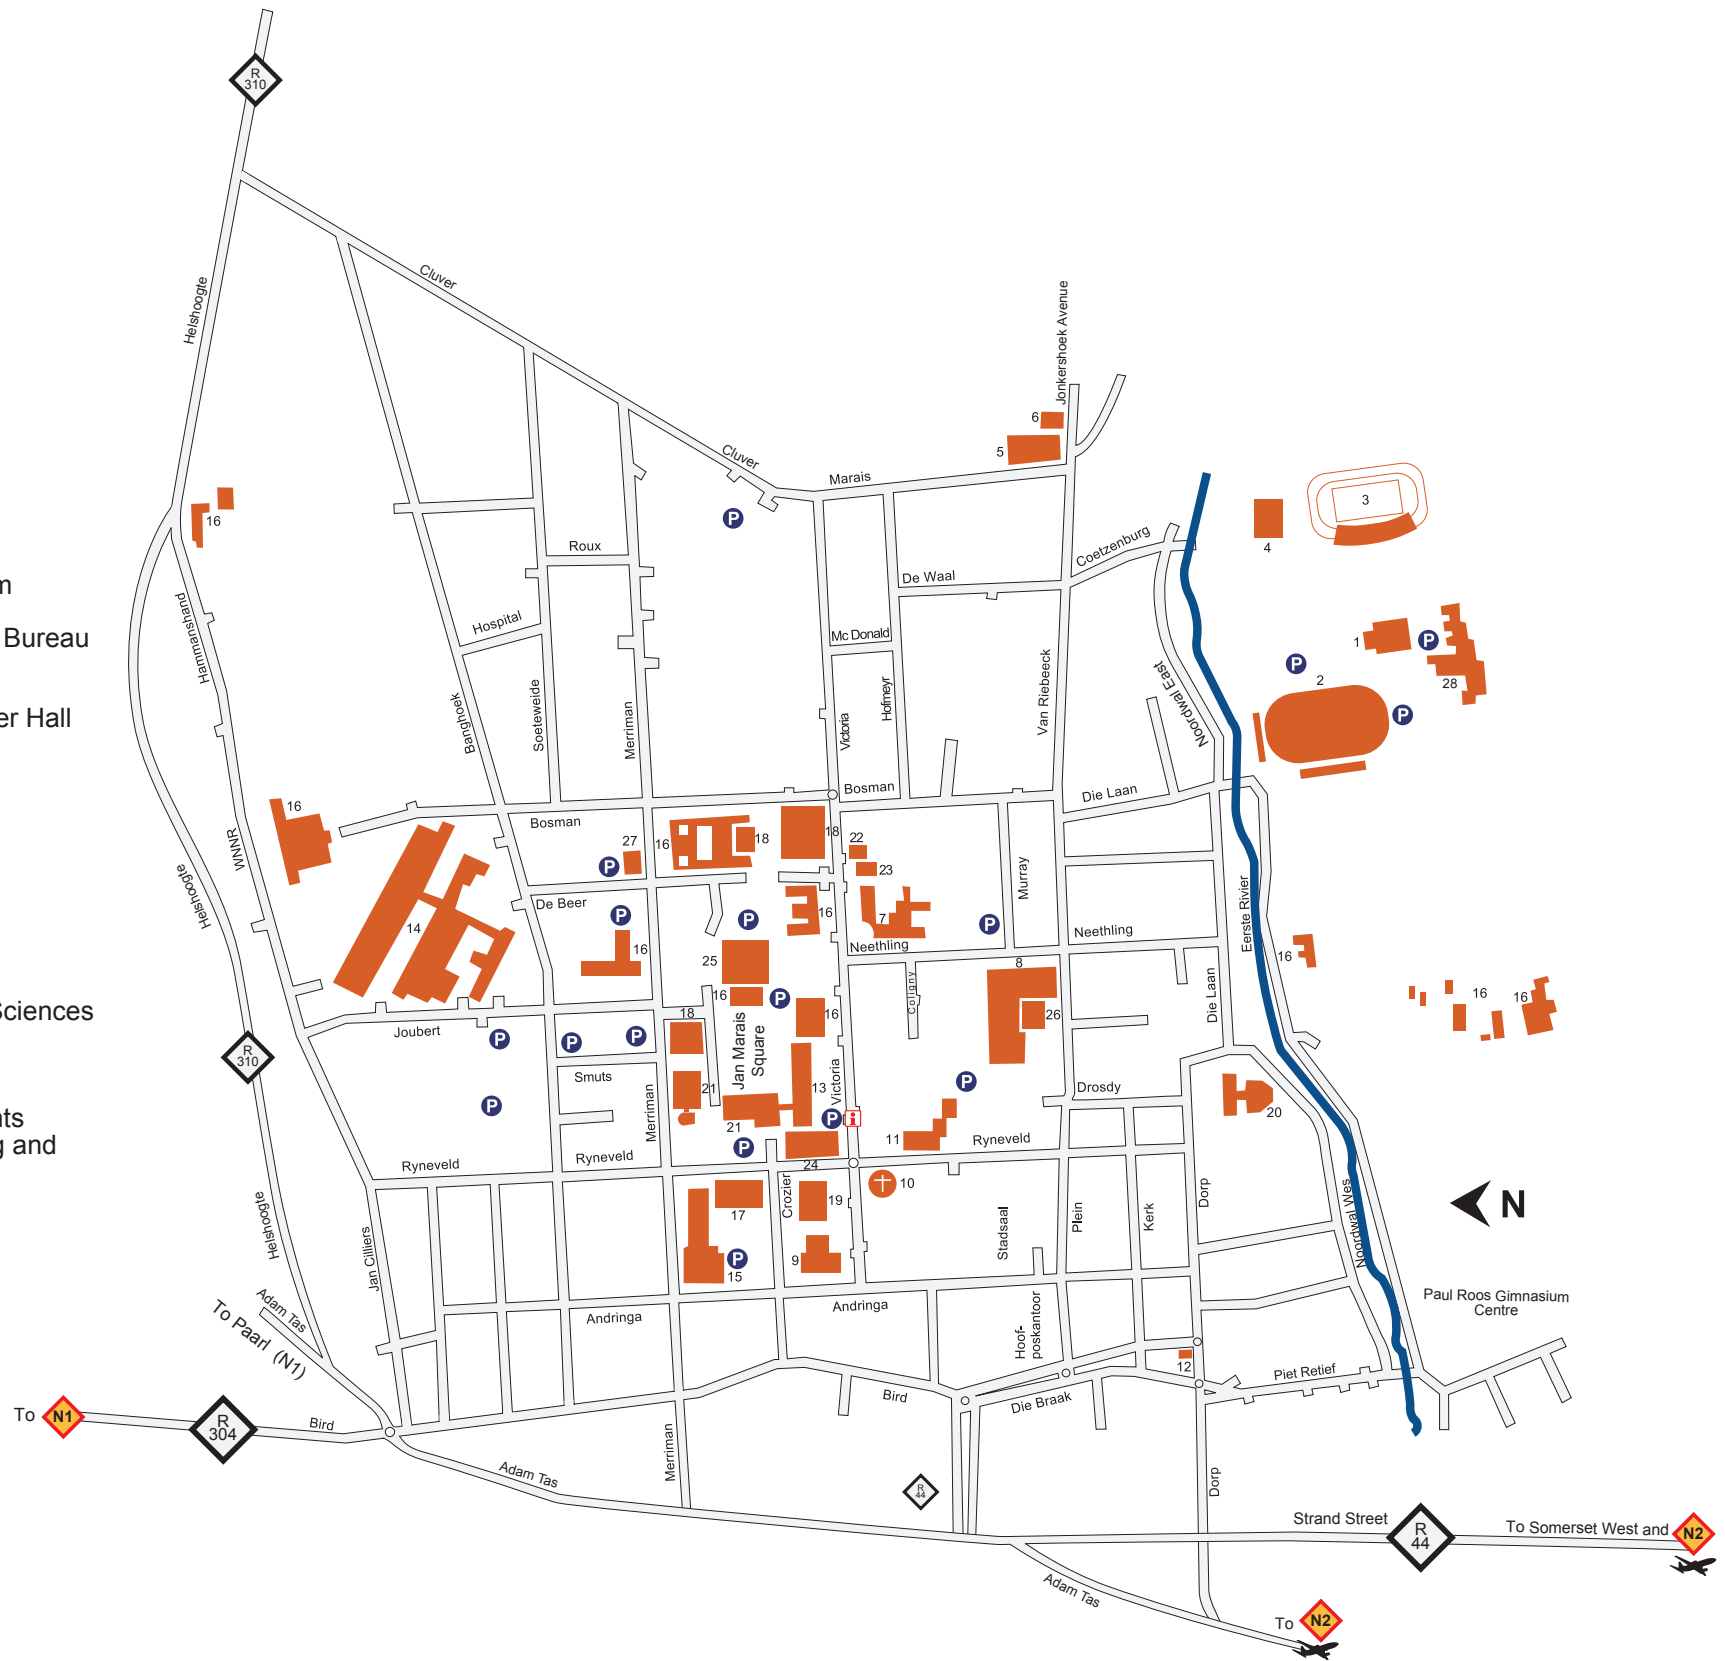 R
310
Helshoogte
Cluver
Cluver
Marais
Jonkershoek Avenue
6
5
3
4
16
Roux
De Waal
Coetzenburg
m
Hammanshand
Hospital
Bureau
Mc Donald
1
28
2
er Hall
Banghoek
Soeteweide
Merriman
Victoria
Hofmeyr
Van Riebeeck
Noordwal East
P
P
P
P
Bosman
Die Laan
16
Bosman
WNNR
27
P
16
18
18
22
23
Murray
Helshoogte
De Beer
P
P
16
7
P
Neethling
Neethling
Eerste Rivier
14
16
25
16
16
16
16
8
Coligny
26
Die Laan
Sciences
P
16
Joubert
P
P
P
18
Jan Marais
Square
R
310
Smuts
Merriman
21
13
Victoria
P
Drosdy
20
nts
P
21
P
i
11
Ryneveld
g and
P
Ryneveld
Ryneveld
24
10
17
Crozier
19
Stadsaal
Plein
Kerk
Dorp
Noordwal Wes
N
Helshoogte
Jan Cilliers
P
15
9
Adam Tas
To Paarl (N1)
Andringa
Andringa
Hoof-
poskantoor
Paul Roos Gimnasium
Centre
12
Piet Retief
Bird
Die Braak
To
N1
R
304
Bird
Merriman
Adam Tas
R
44
Dorp
Strand Street
R
44
To Somerset West and
N2
Adam Tas
To
N2